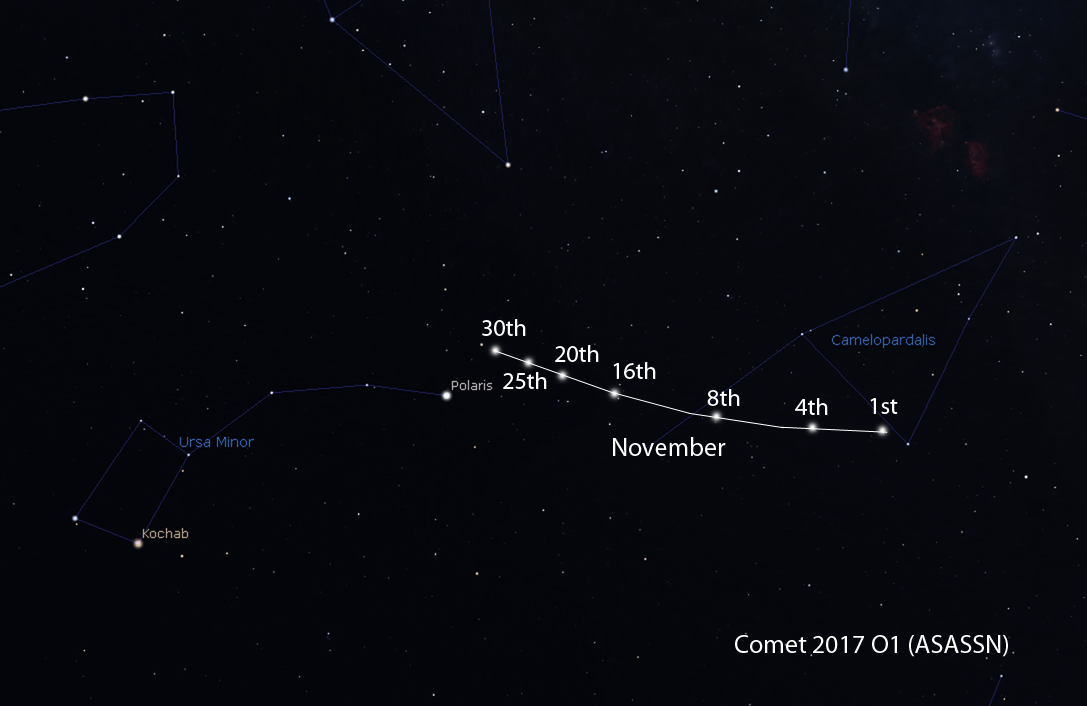 30th
20th
16th
25th
Polaris
Camelopardalis
8th
4th
1st
November
Ursa Minor
Kochab
Comet 2017 O1 (ASASSN)